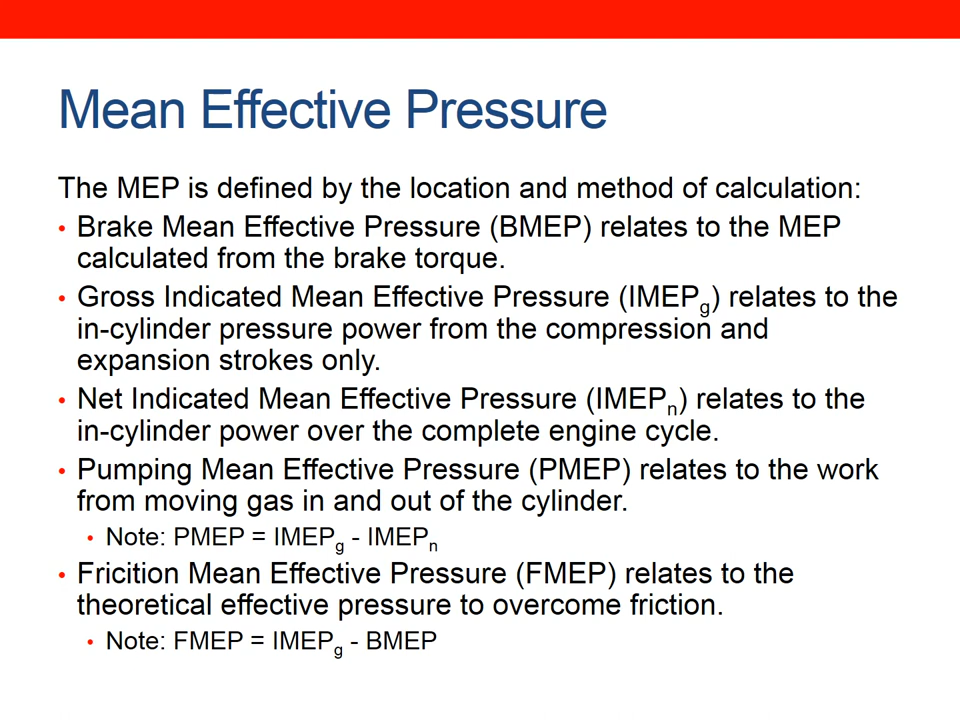 Mean Effective Pressure
The MEP is defined by the location and method of calculation:
• Brake Mean Effective Pressure (BMEP) relates to the MEP
calculated from the brake torque.
• Gross Indicated Mean Effective Pressure (IMEPg) relates to the
in-cylinder pressure power from the compression and
expansion strokes only.
• Net Indicated Mean Effective Pressure (IMEPn) relates to the
in-cylinder power over the complete engine cycle.
• Pumping Mean Effective Pressure (PMEP) relates to the work
from moving gas in and out of the cylinder.
• Note: PMEP = IMEPg - IMEPn
• Fricition Mean Effective Pressure (FMEP) relates to the
theoretical effective pressure to overcome friction.
• Note: FMEP = IMEPg - BMEP